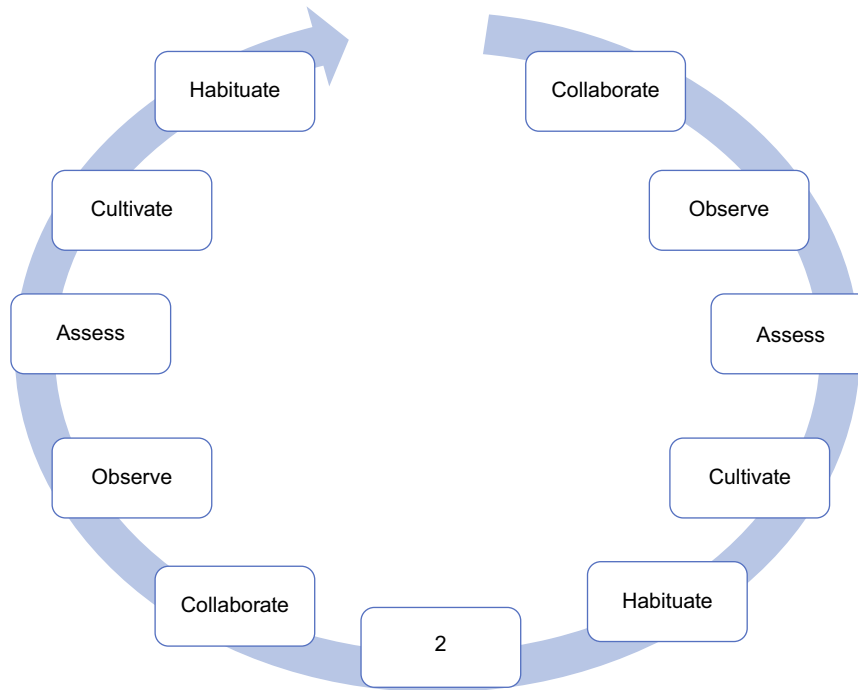 Collaborate
Observe
Assess
Cultivate
Habituate
2
Collaborate
Observe
Assess
Cultivate
Habituate